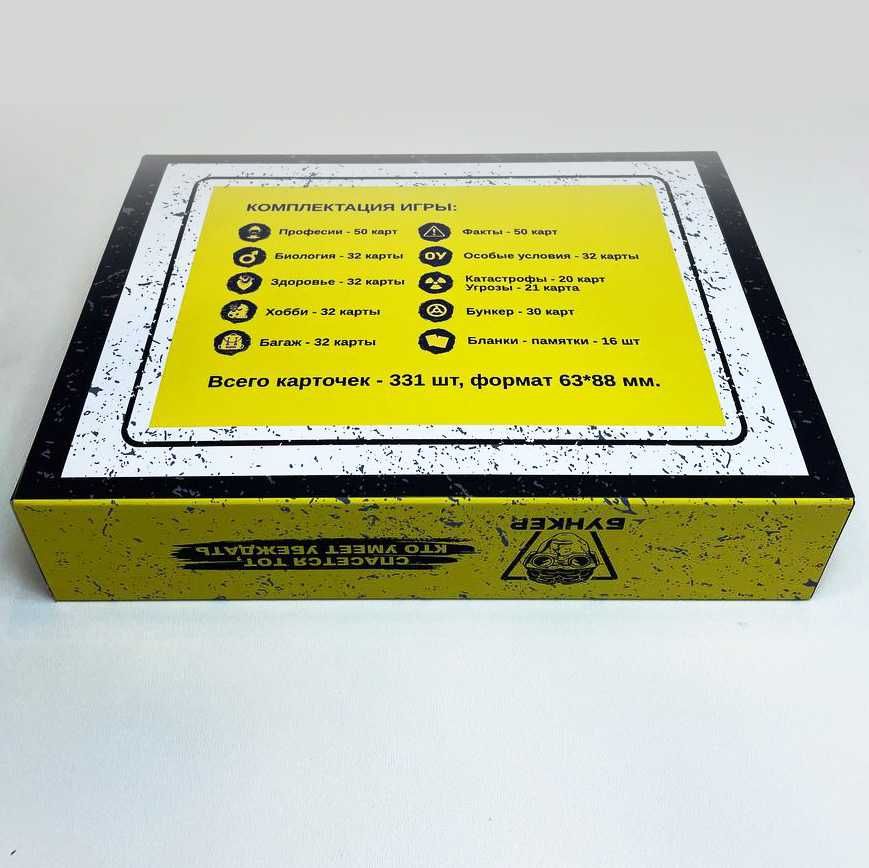 КОМПЛЕКТАЦИЯ ИГРЫ:
Професии - 50 карт
Биология - 32 карты
Здоровье - 32 карты
Хобби - 32 карты
Багаж - 32 карты
Факты - 50 карт
ОУ Особые условия - 32 карты
Катастрофы - 20 карт
Угрозы - 21 карта
Бункер - 30 карт
Бланки - памятки - 16 шт
Всего карточек - 331 шт, формат 63*88 мм.
БУНКЕР
СПАСЕТСЯ ТОТ,
КТО УМЕЕТ УБЕЖДАТЬ